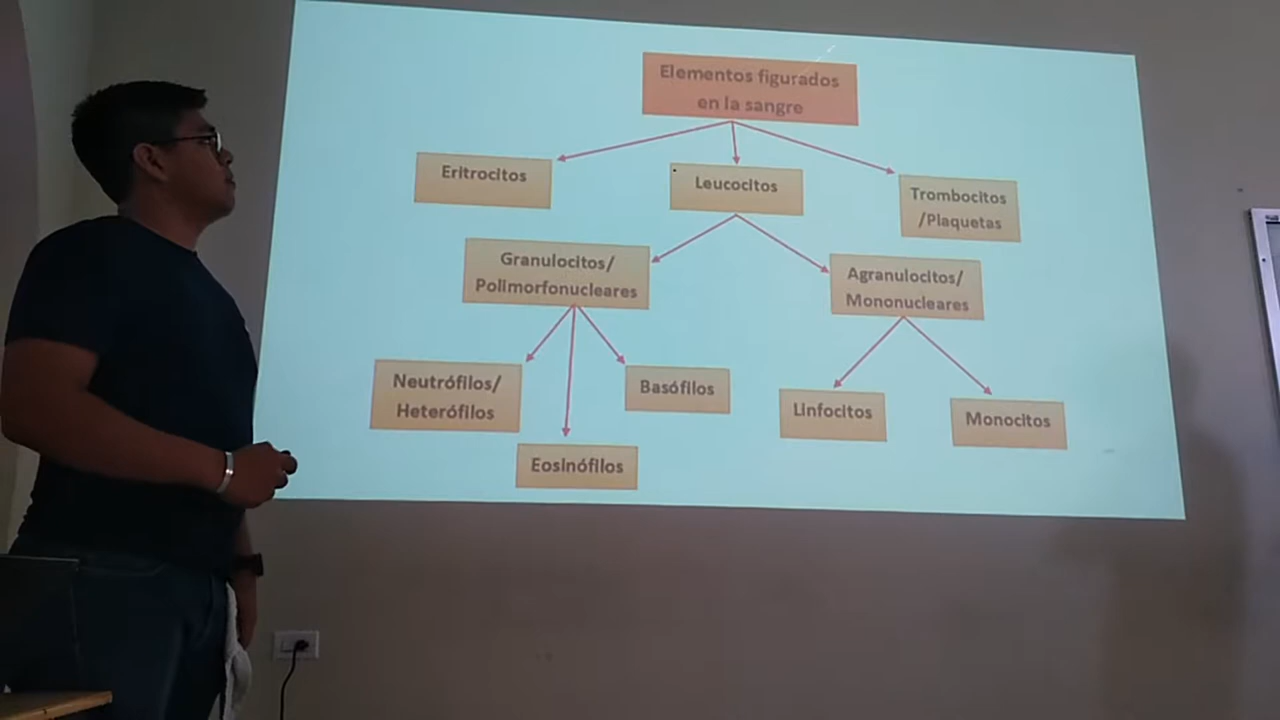 Elementos figurados
en la sangre
Eritrocitos
Leucocitos
Trombocitos
/Plaquetas
Granulocitos/
Polimorfonucleares
Agranulocitos/
Mononucleares
Neutrófilos/
Heterófilos
Basófilos
Eosinófilos
Linfocitos
Monocitos